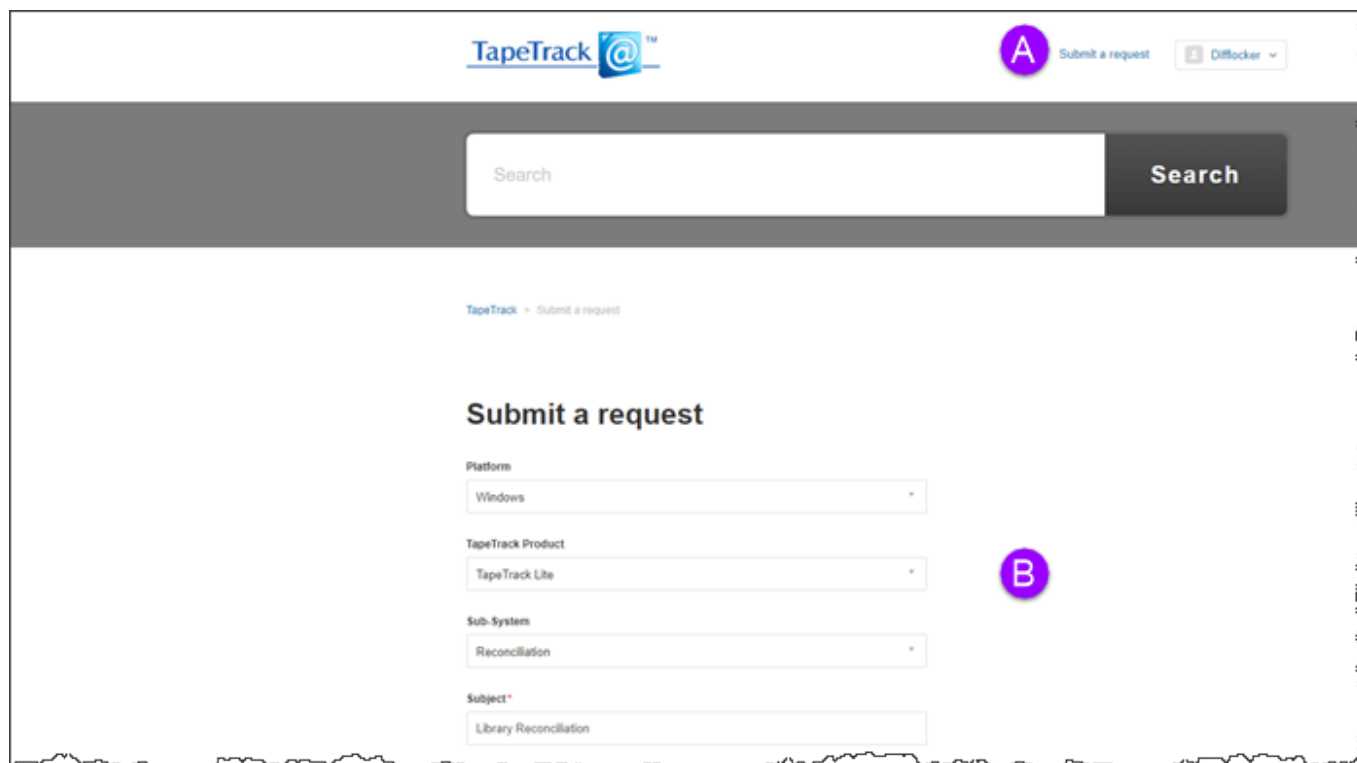 TapeTrack @ ™
A Submit a request Difflocker
Search Search
TapeTrack > Submit a request
Submit a request
Platform
Windows
TapeTrack Product
TapeTrack Lite B
Sub-System
Reconciliation
Subject*
Library Reconciliation